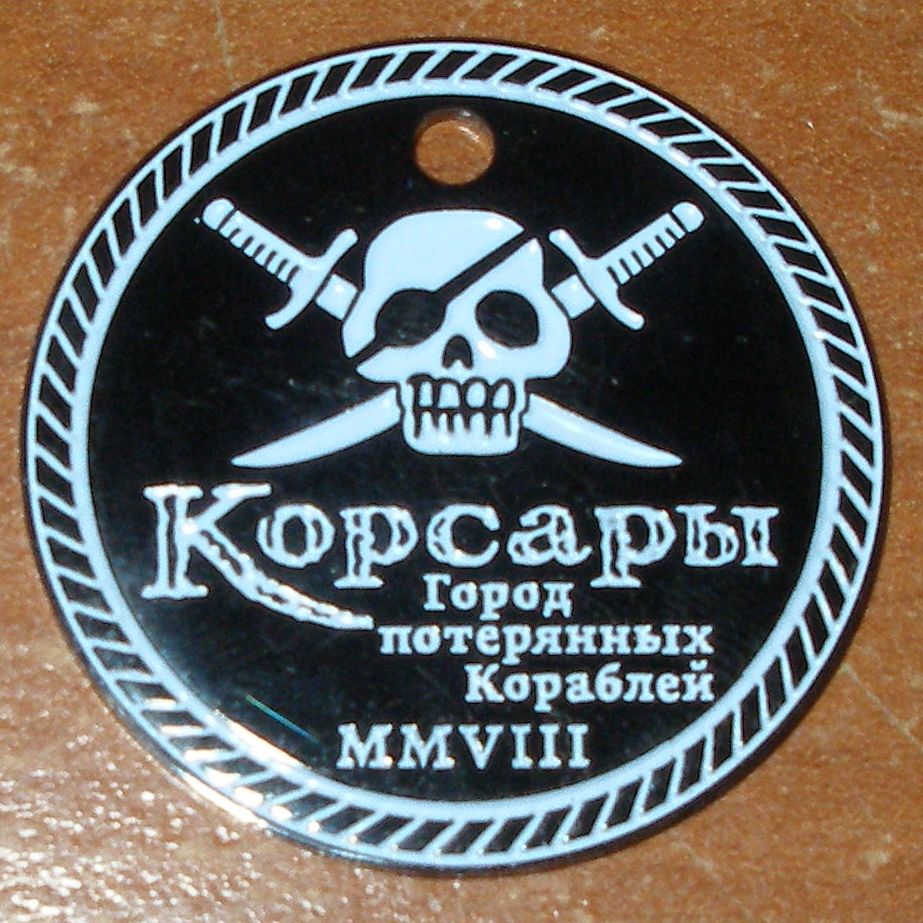 Корсары
Город
потерянных
Кораблей
MMVIII